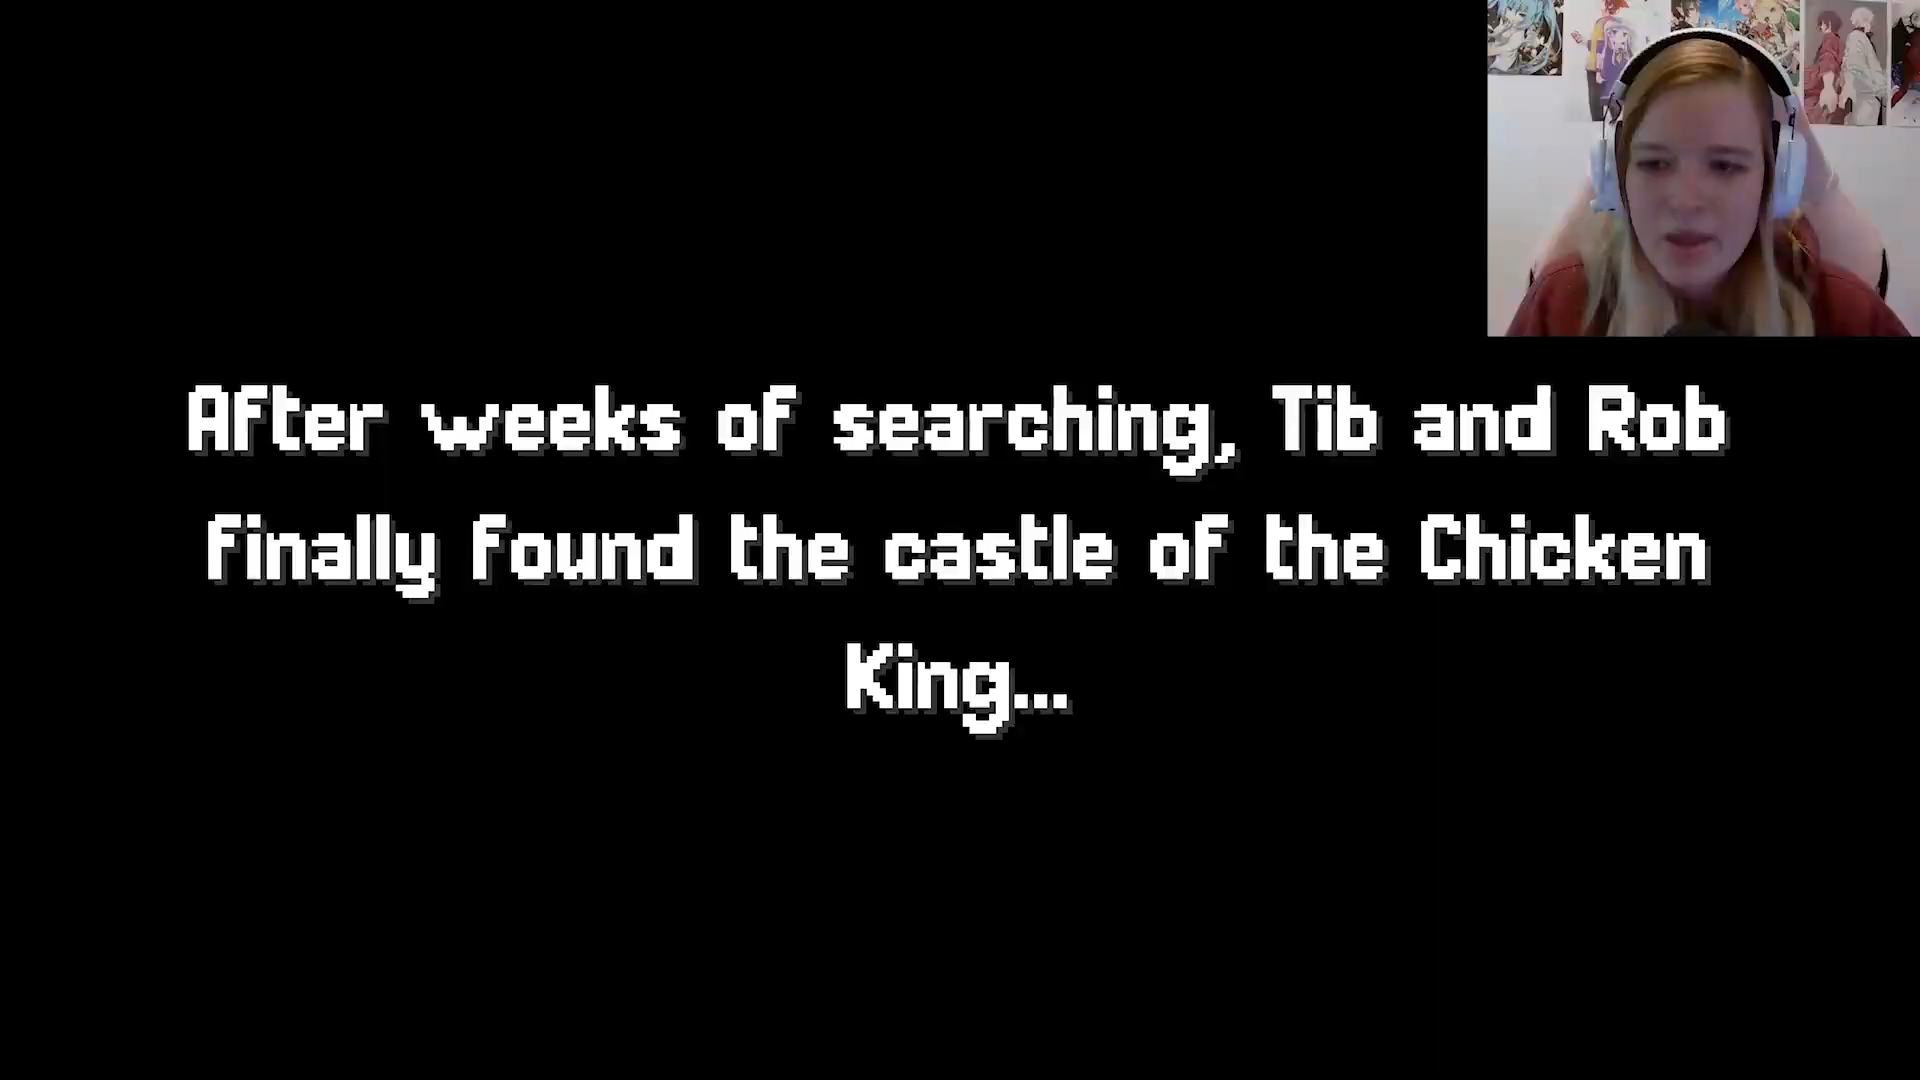 After weeks of searching, Tib and Rob
finally found the castle of the Chicken
King...